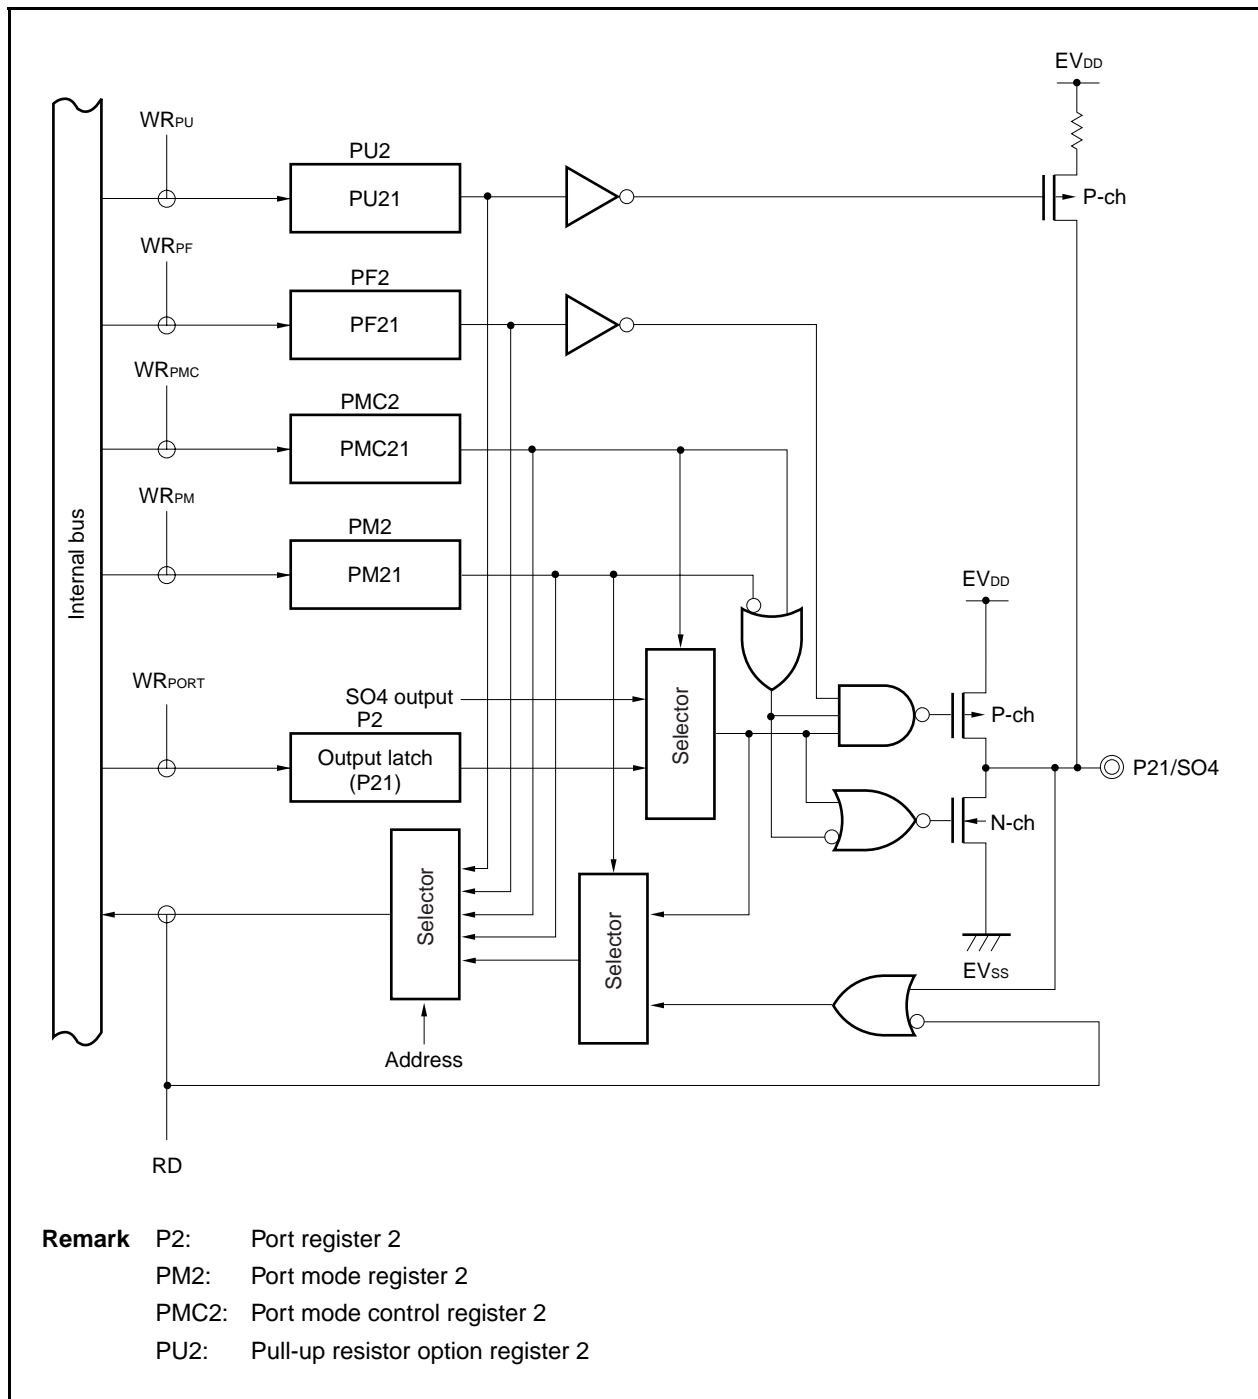 EVDD
WRPU
PU2
PU21
P-ch
WRPF
PF2
PF21
WRPMC
PMC2
PMC21
WRPM
PM2
PM21
Internal bus
EVDD
WRPORT
SO4 output
P2
Output latch
(P21)
Selector
P-ch
P21/SO4
N-ch
Selector
Selector
EVSS
Address
RD
Remark P2: Port register 2
PM2: Port mode register 2
PMC2: Port mode control register 2
PU2: Pull-up resistor option register 2